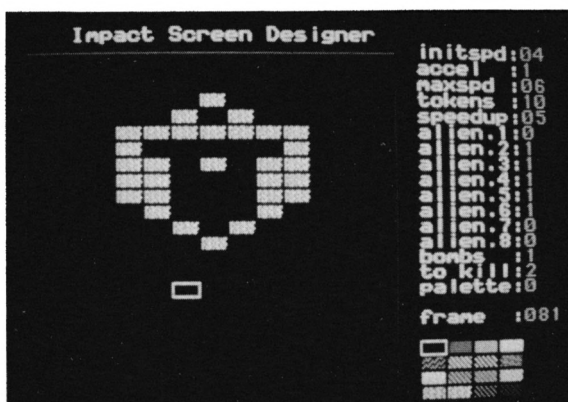 Impact Screen Designer
initspd:04
accel :1
maxspd :06
tokens :10
speedup:05
alien.1:0
alien.2:1
alien.3:1
alien.4:1
alien.5:1
alien.6:1
alien.7:0
alien.8:0
bombs :1
to kill:2
palette:0
frame :081